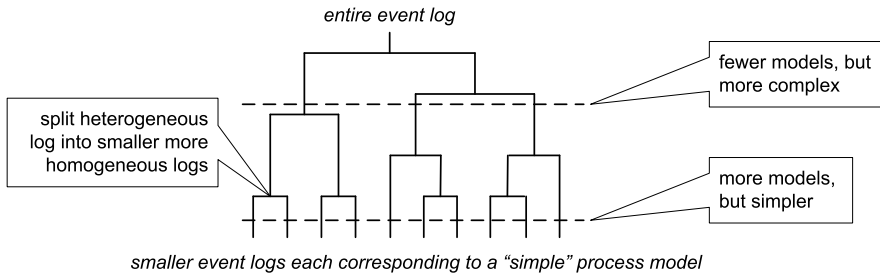 entire event log
fewer models, but
more complex
split heterogeneous
log into smaller more
homogeneous logs
more models,
but simpler
smaller event logs each corresponding to a “simple” process model